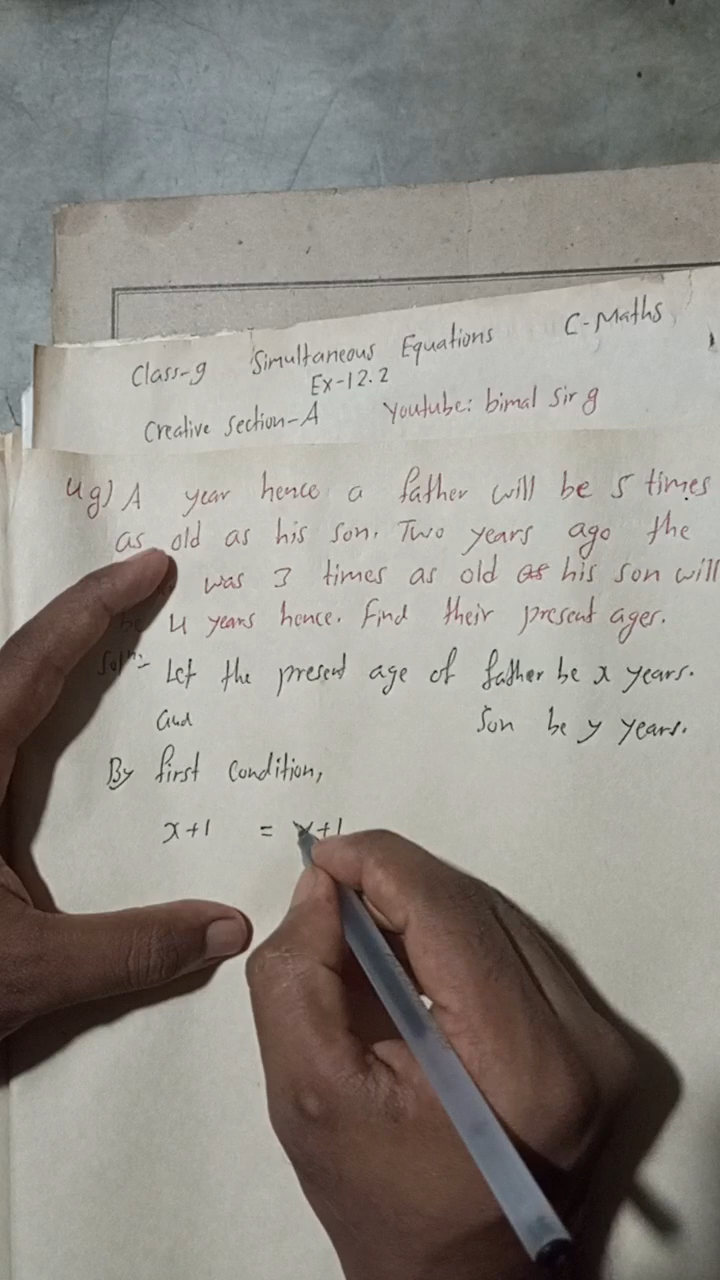 Class-9 Simultaneous Equations C-Maths
Ex-12.2
Creative section-A Youtube: bimal Sir g
4g) A year hence a father will be 5 times
as old as his son. Two years ago the
was 3 times as old as his son will
be 4 years hence. Find their present ages.
Solⁿ:- Let the present age of father be x years.
and Son be y years.
By first condition,
x+1 = y+1